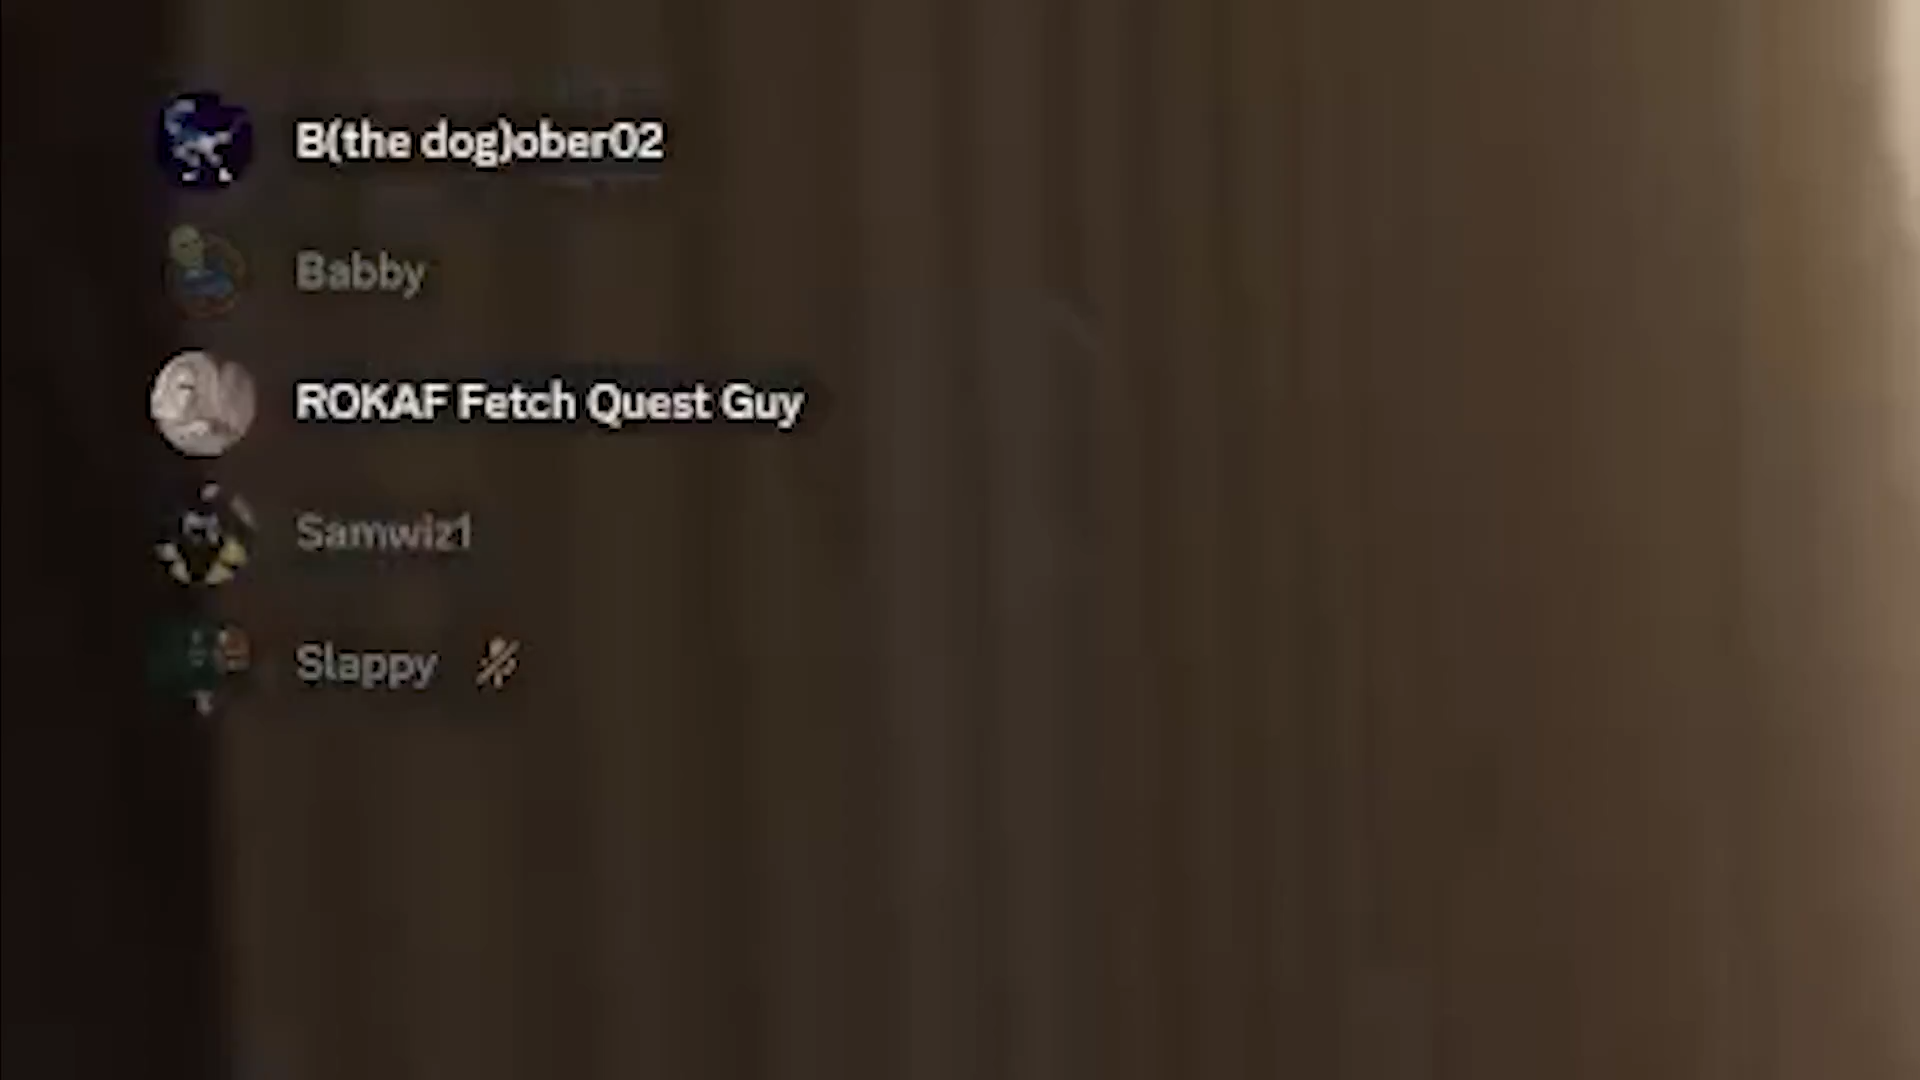 B(the dog)ober02
Babby
ROKAF Fetch Quest Guy
Samwiz1
Slappy